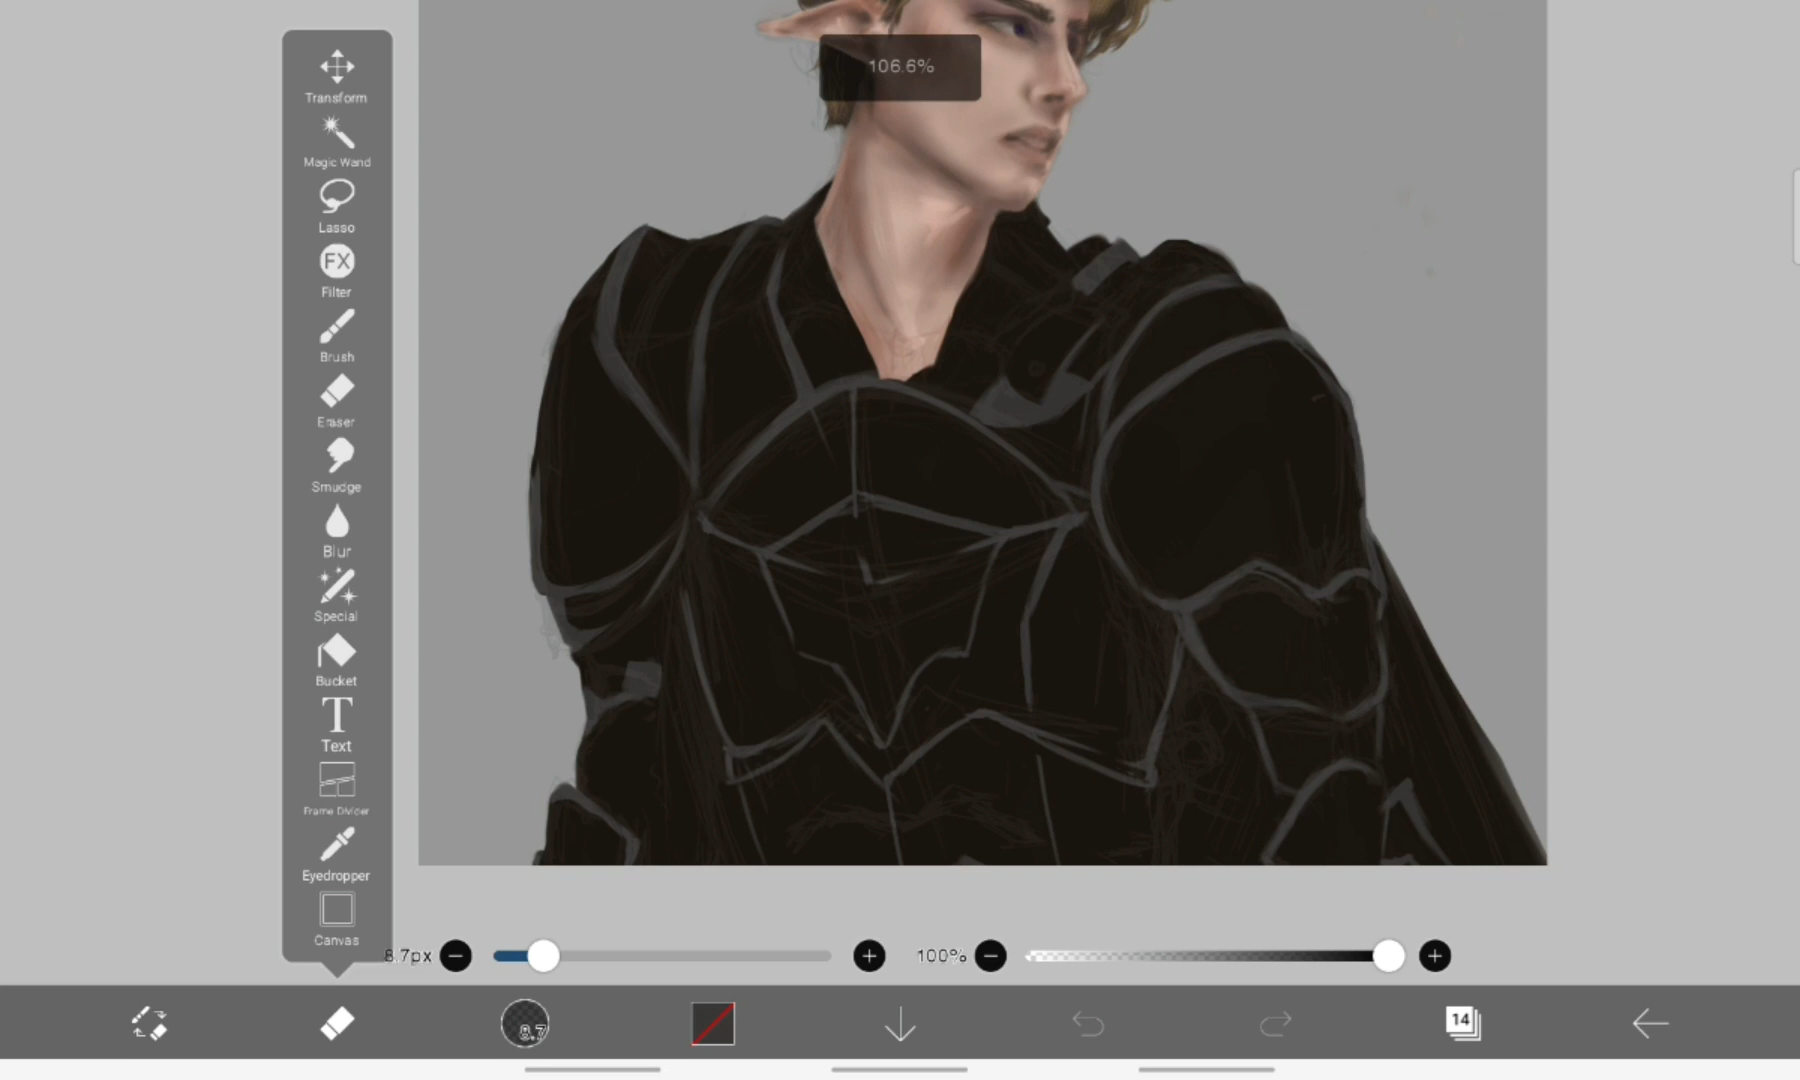 106.6%
Transform
Magic Wand
Lasso
FX
Filter
Brush
Eraser
Smudge
Blur
Special
Bucket
T
Text
Frame Divider
Eyedropper
Canvas
8.7px
100%
8.7
14